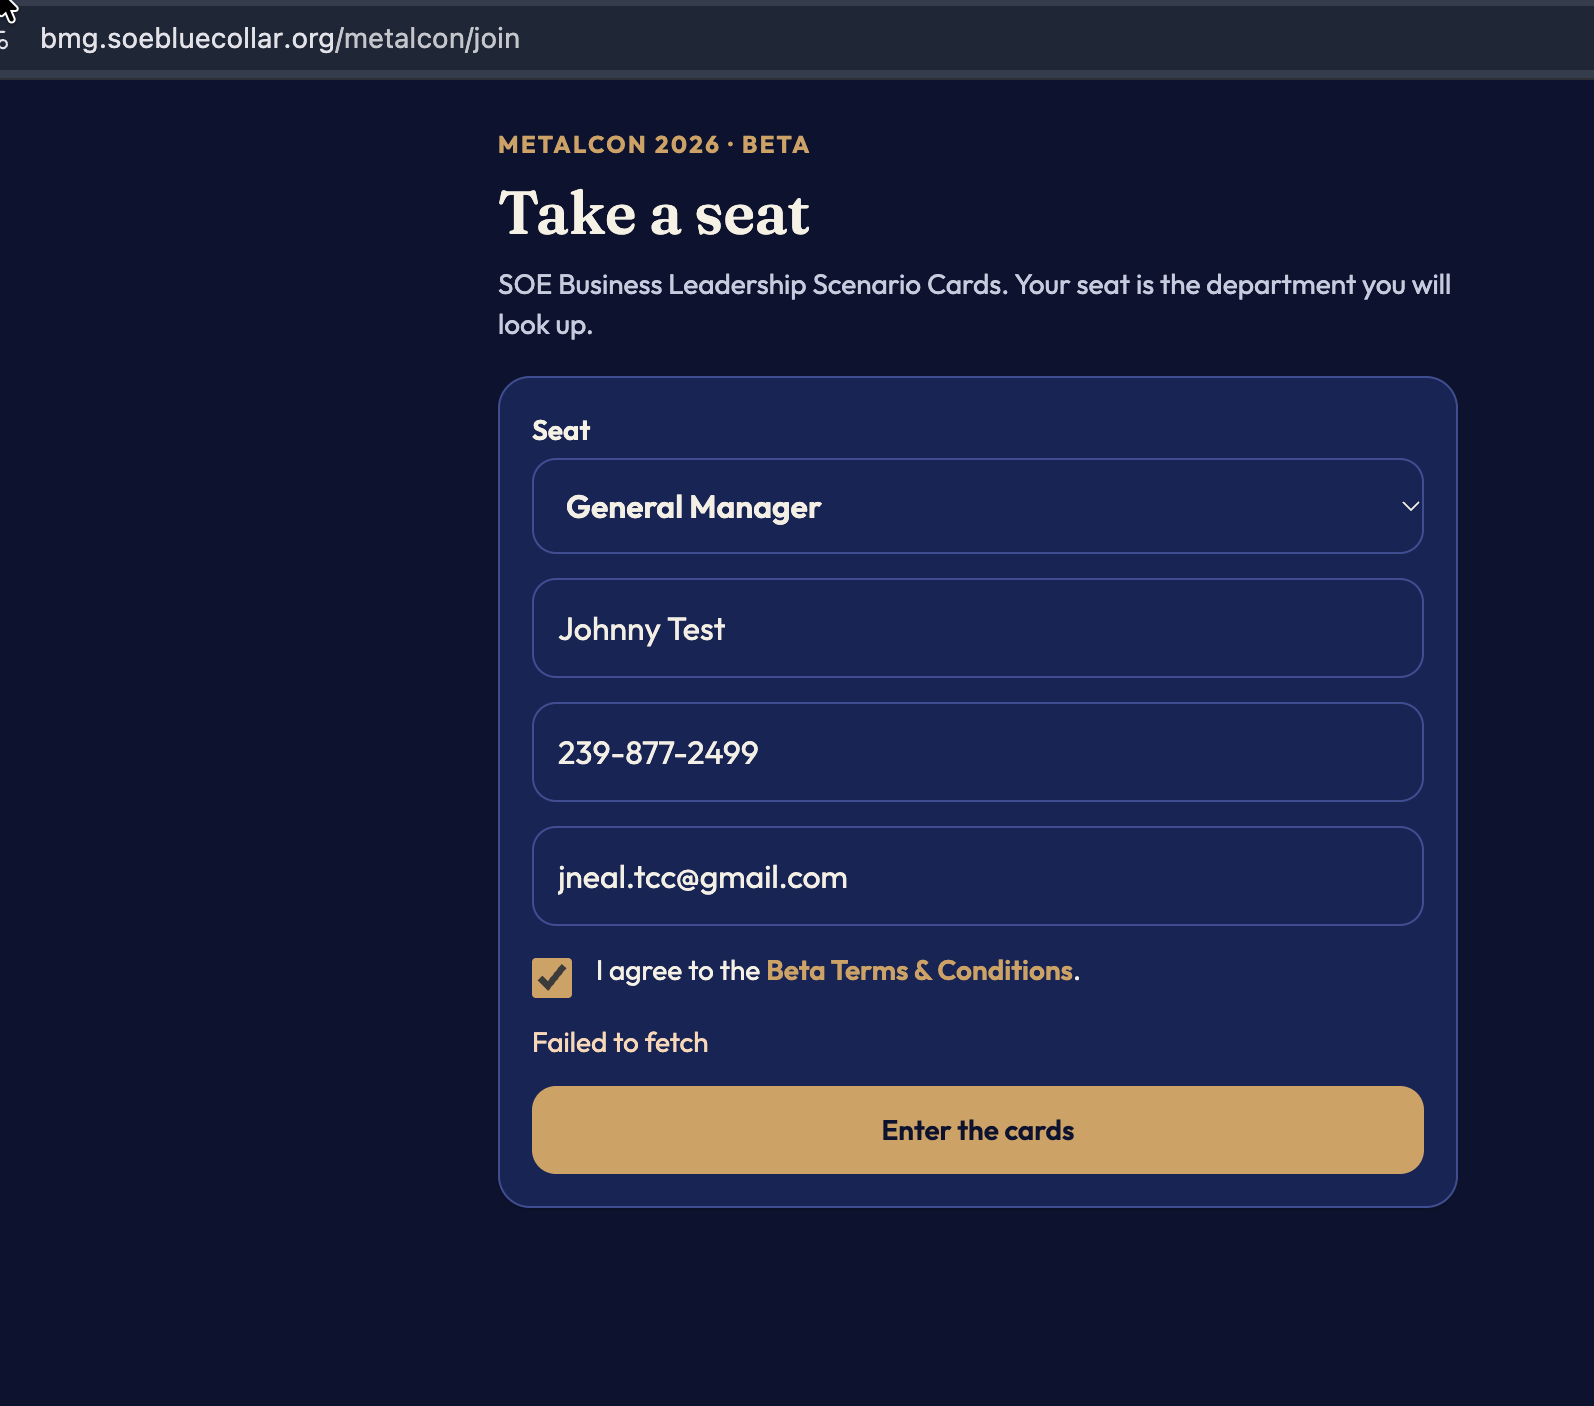 bmg.soebluecollar.org/metalcon/join
METALCON 2026 · BETA
Take a seat
SOE Business Leadership Scenario Cards. Your seat is the department you will
look up.
Seat
General Manager
Johnny Test
239-877-2499
jneal.tcc@gmail.com
I agree to the Beta Terms & Conditions.
Failed to fetch
Enter the cards